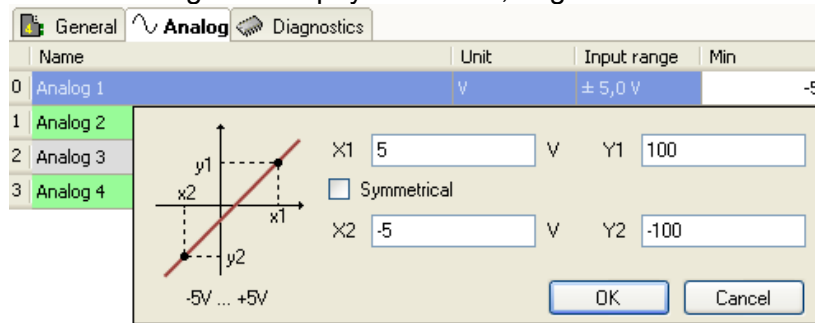 General Analog Diagnostics
Name Unit Input range Min
0 Analog 1 V ± 5,0 V -5
1 Analog 2
2 Analog 3
3 Analog 4
y1
x2
x1
y2
-5V ... +5V
X1 5 V Y1 100
Symmetrical
X2 -5 V Y2 -100
OK Cancel